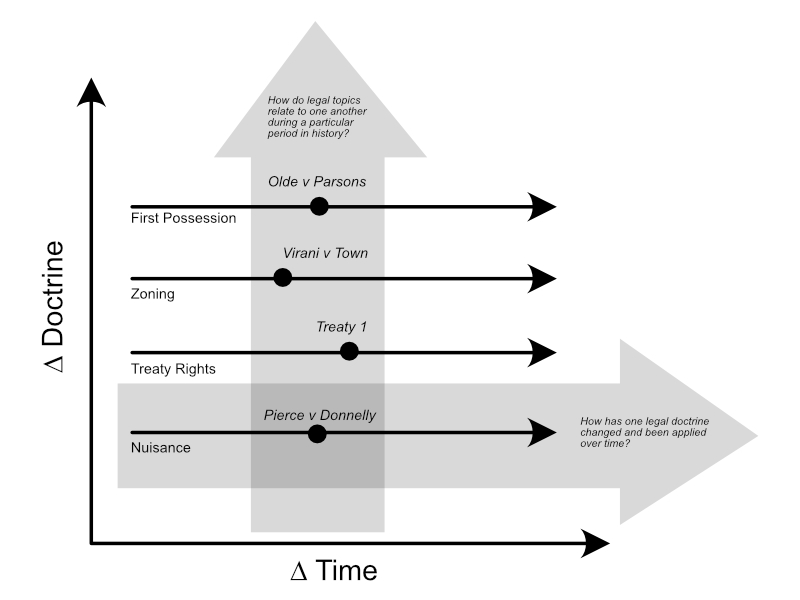 How do legal topics
relate to one another
during a particular
period in history?
Olde v Parsons
First Possession
Virani v Town
Zoning
Treaty 1
Treaty Rights
Pierce v Donnelly
Nuisance
How has one legal doctrine
changed and been applied
over time?
Δ Doctrine
Δ Time